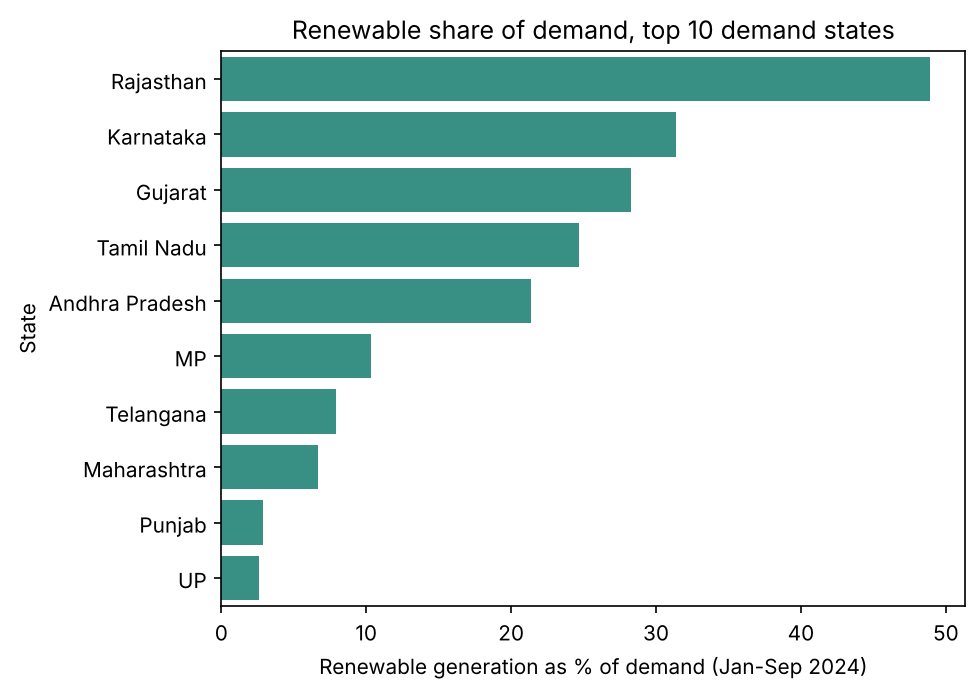 Renewable share of demand, top 10 demand states
State
Rajasthan
Karnataka
Gujarat
Tamil Nadu
Andhra Pradesh
MP
Telangana
Maharashtra
Punjab
UP
0 10 20 30 40 50
Renewable generation as % of demand (Jan-Sep 2024)